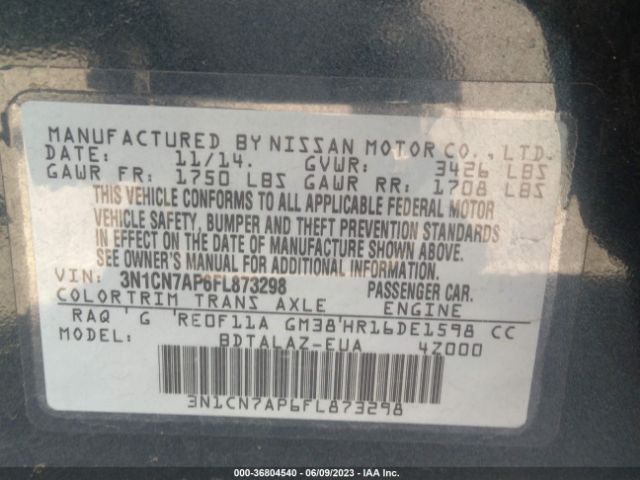 MANUFACTURED BY NISSAN MOTOR CO., LTD.
DATE: 11/14. GVWR: 3426 LBS
GAWR FR: 1750 LBS GAWR RR: 1708 LBS
THIS VEHICLE CONFORMS TO ALL APPLICABLE FEDERAL MOTOR
VEHICLE SAFETY, BUMPER AND THEFT PREVENTION STANDARDS
IN EFFECT ON THE DATE OF MANUFACTURE SHOWN ABOVE.
SEE OWNER'S MANUAL FOR ADDITIONAL INFORMATION.
VIN: 3N1CN7AP6FL873298 PASSENGER CAR.
COLOR TRIM TRANS AXLE ENGINE
RAQ ' G 'RE0F11A GM38'HR16DE1598 CC
MODEL: BDTALAZ-EUA 4Z000
3N1CN7AP6FL873298
000-36804540 - 06/09/2023 - IAA Inc.